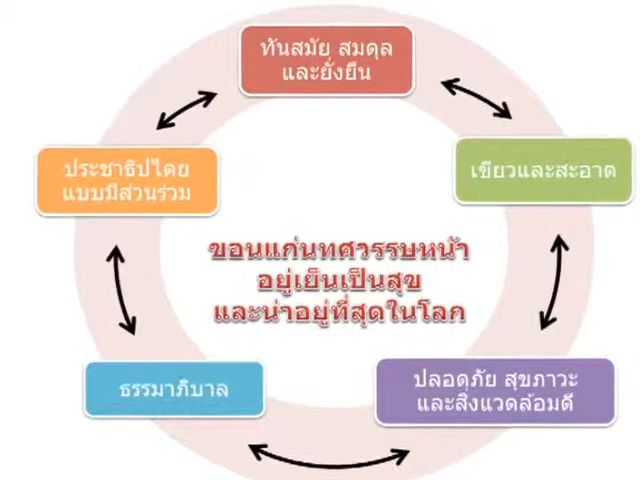 ทันสมัย สมดุล
และยั่งยืน
ประชาธิปไตย
แบบมีส่วนร่วม
เขียวและสะอาด
ขอนแก่นทศวรรษหน้า
อยู่เย็นเป็นสุข
และน่าอยู่ที่สุดในโลก
ธรรมาภิบาล
ปลอดภัย สุขภาวะ
และสิ่งแวดล้อมดี